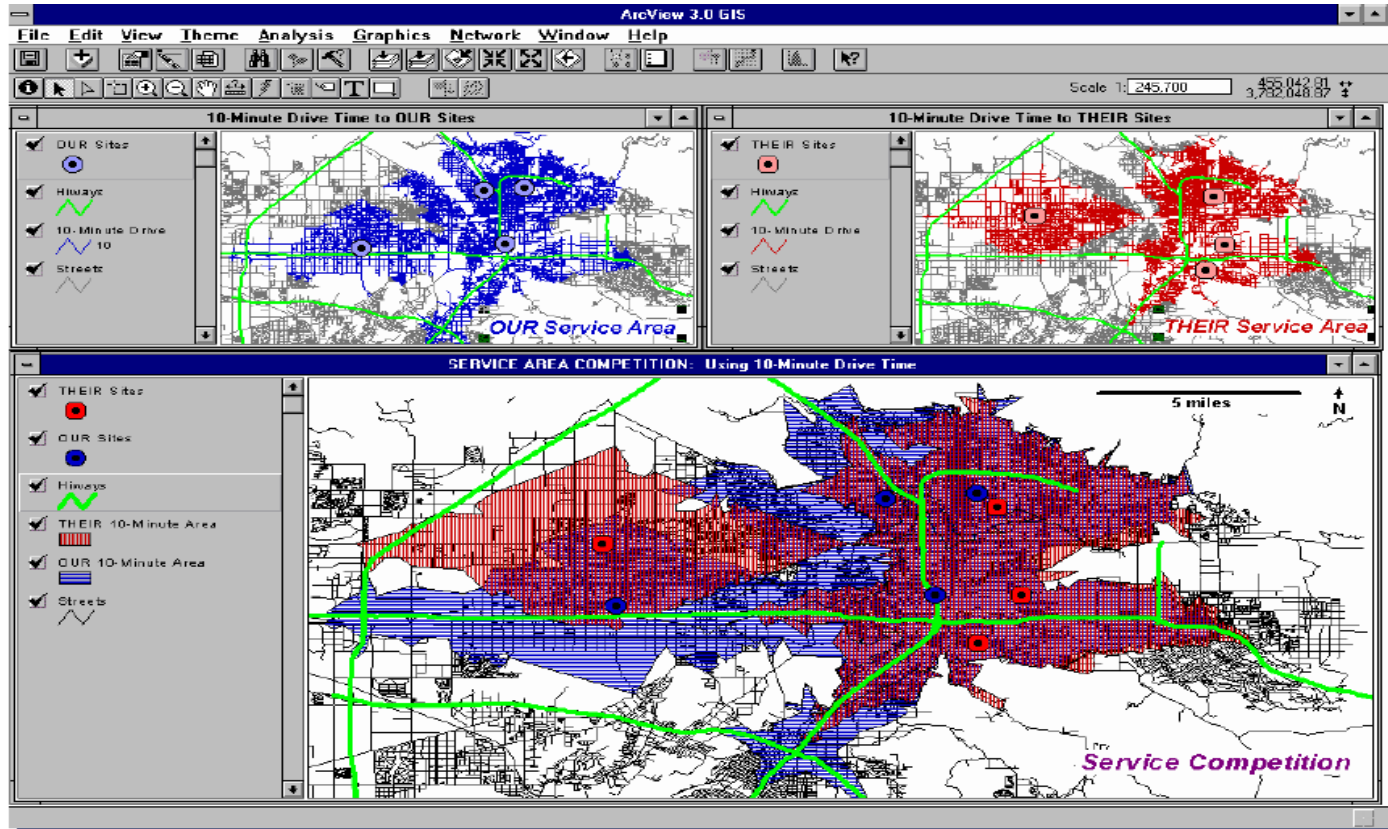 ArcView 3.0 GIS
File Edit View Theme Analysis Graphics Network Window Help
Scale 1: 245,700
455,042.91
3,782,048.87
10-Minute Drive Time to OUR Sites
OUR Sites
Hiways
10-Minute Drive
10
Streets
OUR Service Area
10-Minute Drive Time to THEIR Sites
THEIR Sites
Hiways
10-Minute Drive
Streets
THEIR Service Area
SERVICE AREA COMPETITION: Using 10-Minute Drive Time
THEIR Sites
OUR Sites
Hiways
THEIR 10-Minute Area
OUR 10-Minute Area
Streets
5 miles
N
Service Competition